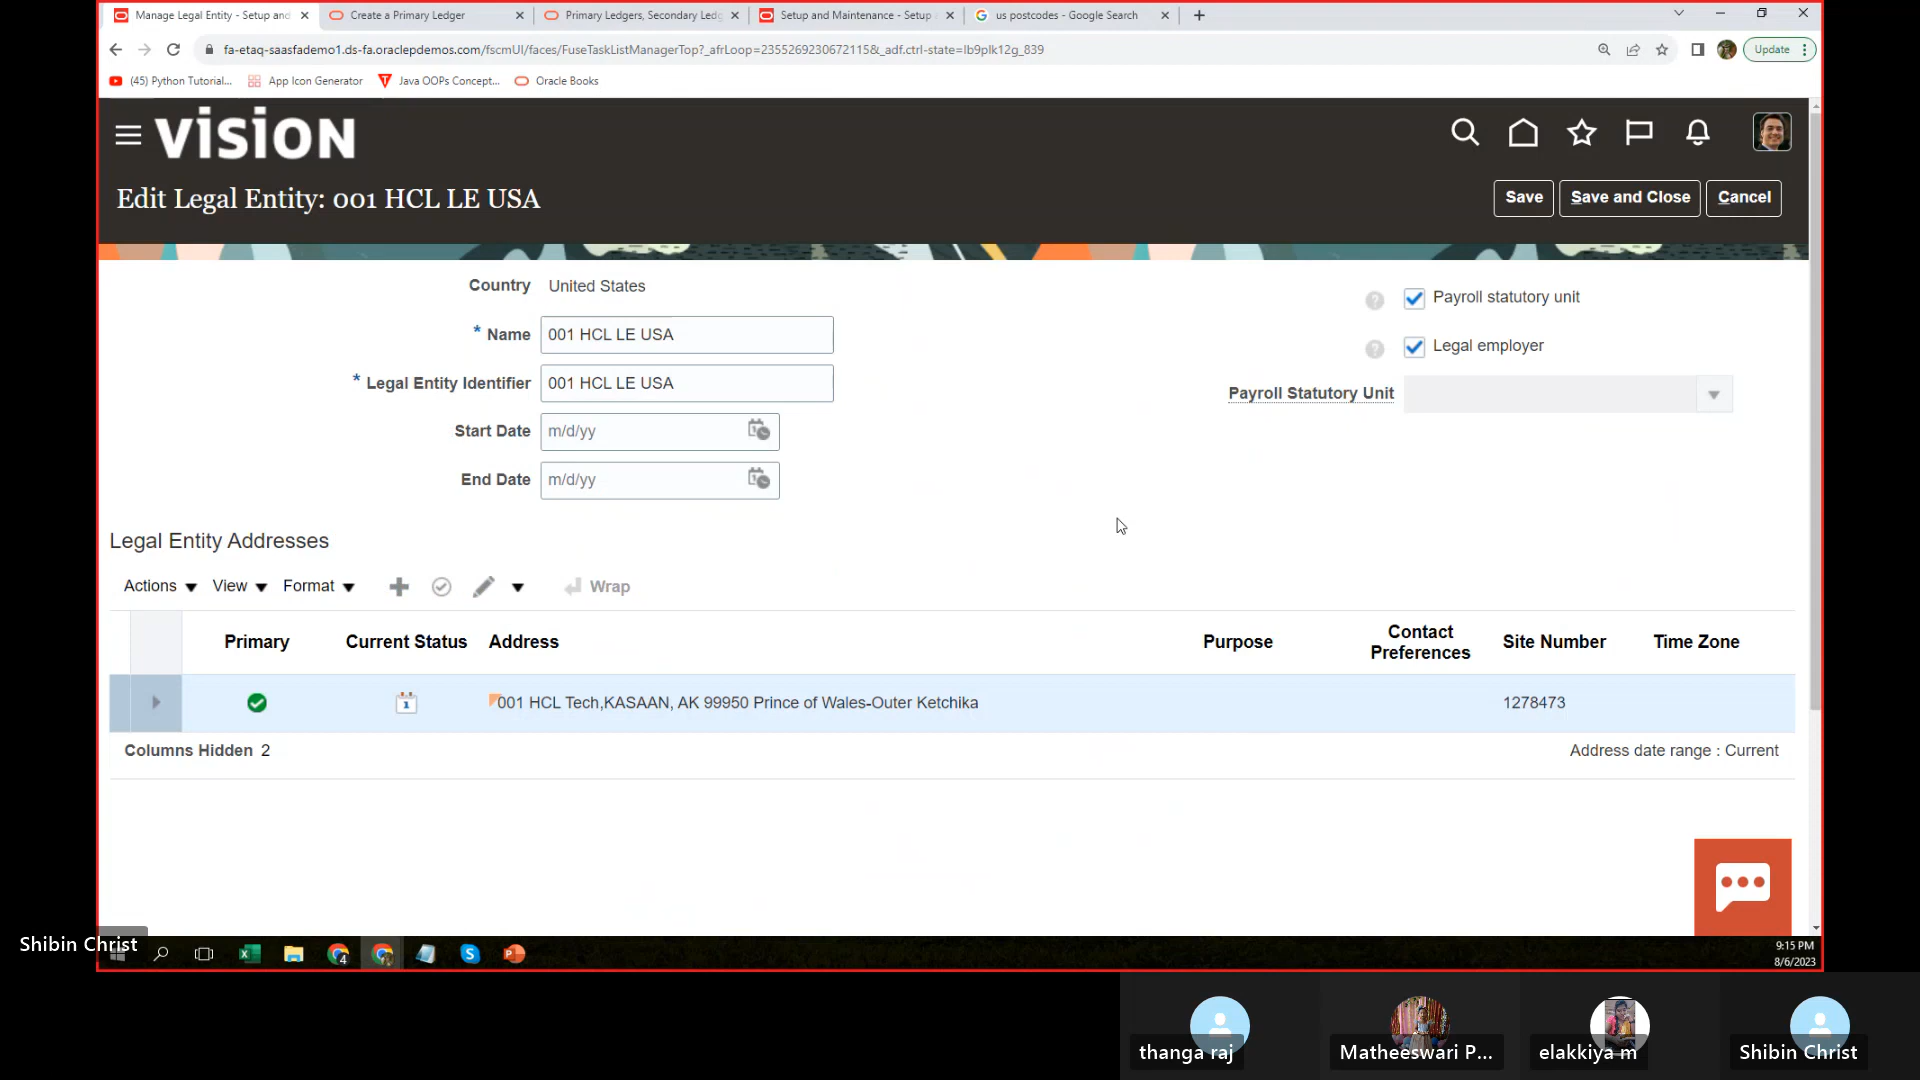 Manage Legal Entity - Setup and
Create a Primary Ledger
Primary Ledgers, Secondary Ledg
Setup and Maintenance - Setup
us postcodes - Google Search
fa-etaq-saasfademo1.ds-fa.oraclepdemos.com/fscmUI/faces/FuseTaskListManagerTop?_afrLoop=2355269230672115&_adf.ctrl-state=lb9plk12g_839
Update
(45) Python Tutorial...
App Icon Generator
Java OOPs Concept...
Oracle Books
VISION
Edit Legal Entity: 001 HCL LE USA
Save
Save and Close
Cancel
Country United States
* Name 001 HCL LE USA
* Legal Entity Identifier 001 HCL LE USA
Start Date m/d/yy
End Date m/d/yy
Payroll statutory unit
Legal employer
Payroll Statutory Unit
Legal Entity Addresses
Actions View Format Wrap
Primary Current Status Address Purpose Contact Preferences Site Number Time Zone
001 HCL Tech,KASAAN, AK 99950 Prince of Wales-Outer Ketchika 1278473
Columns Hidden 2
Address date range : Current
Shibin Christ
9:15 PM
8/6/2023
thanga raj
Matheeswari P...
elakkiya m
Shibin Christ